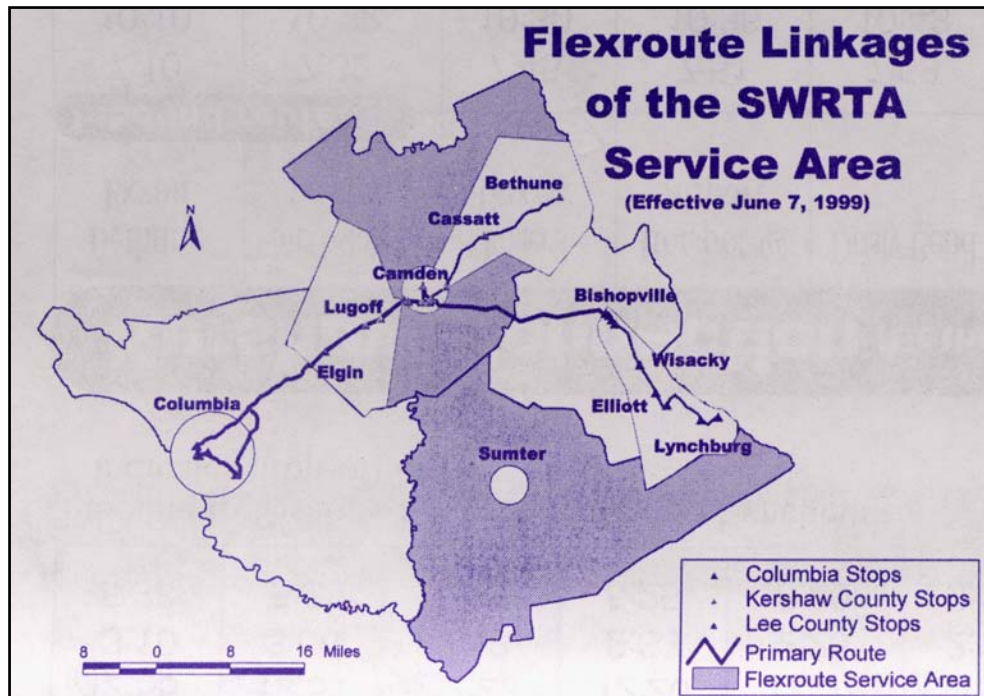 Flexroute Linkages
of the SWRTA
Service Area
(Effective June 7, 1999)
N
Bethune
Cassatt
Camden
Lugoff
Bishopville
Elgin
Wisacky
Columbia
Elliott
Lynchburg
Sumter
8 0 8 16 Miles
Columbia Stops
Kershaw County Stops
Lee County Stops
Primary Route
Flexroute Service Area